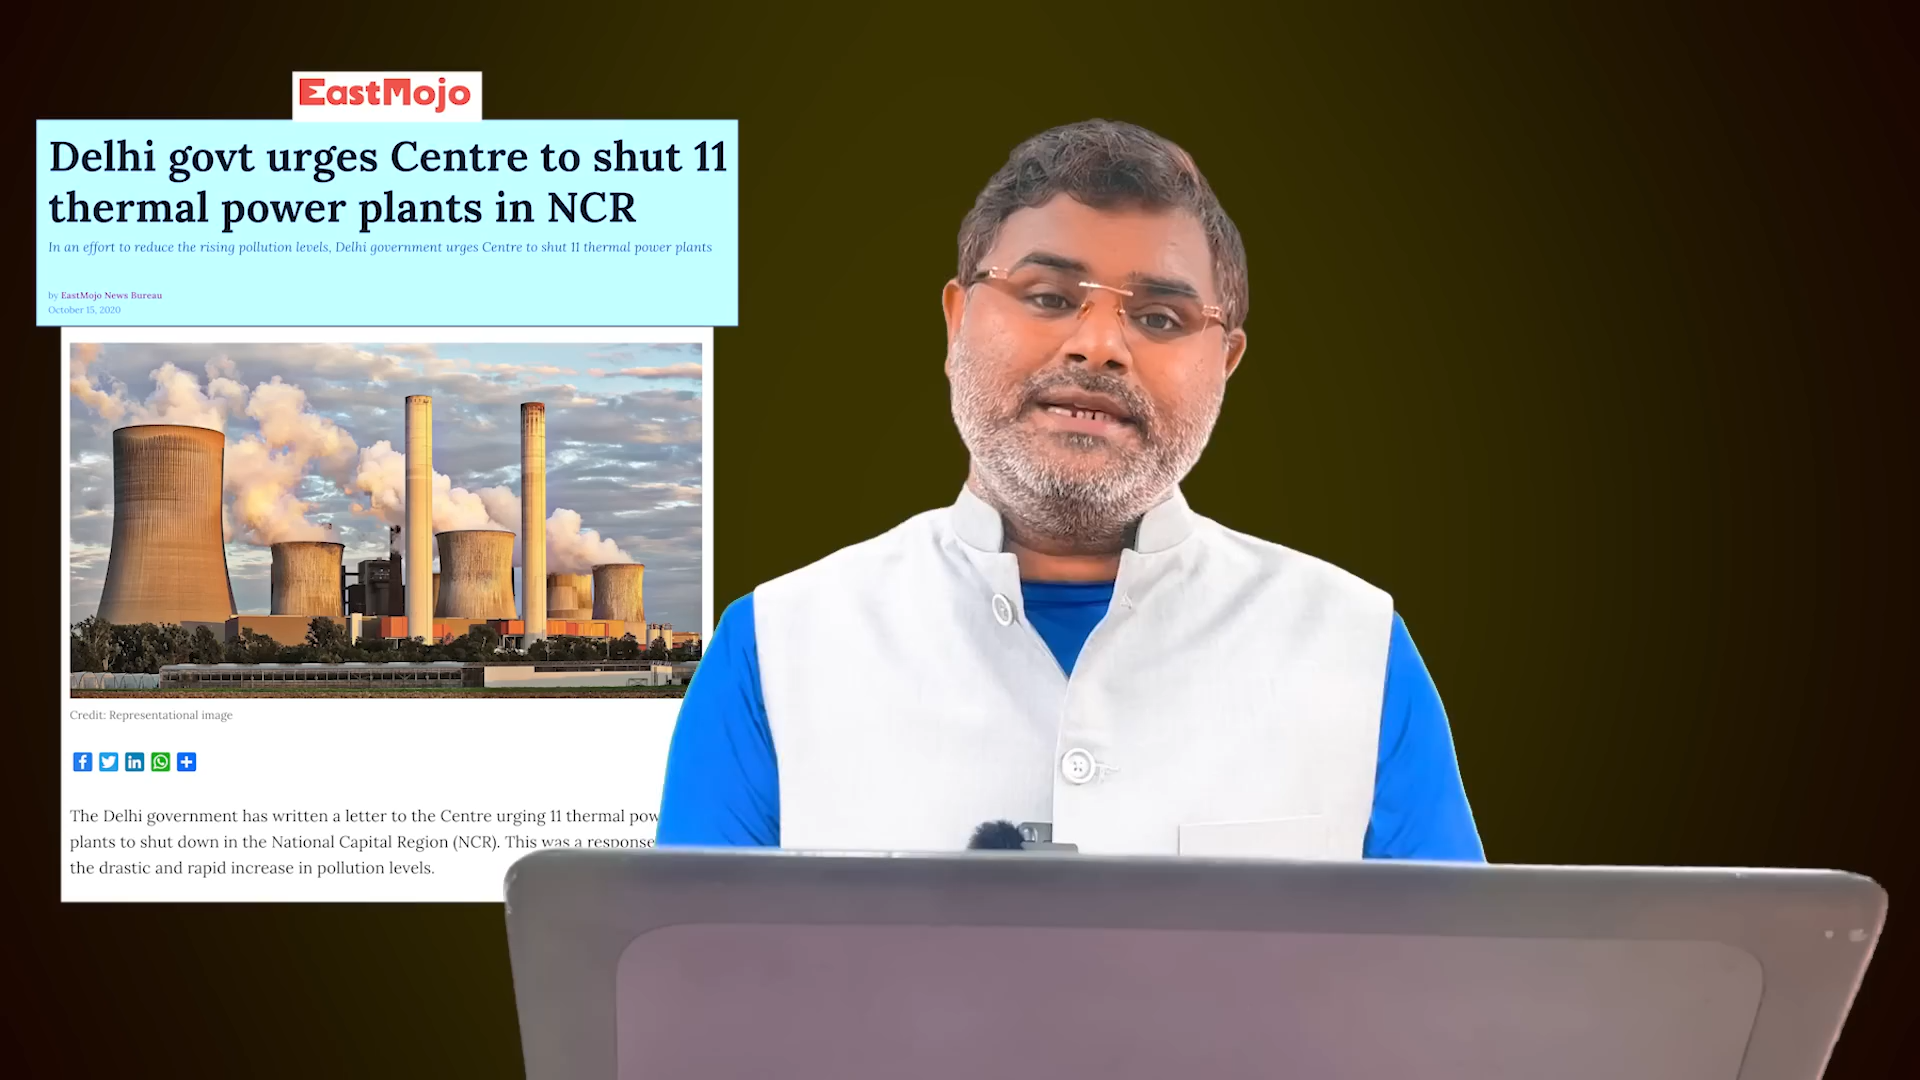 EastMojo
Delhi govt urges Centre to shut 11
thermal power plants in NCR
In an effort to reduce the rising pollution levels, Delhi government urges Centre to shut 11 thermal power plants
by EastMojo News Bureau
October 15, 2020
Credit: Representational image
The Delhi government has written a letter to the Centre urging 11 thermal pow
plants to shut down in the National Capital Region (NCR). This was a response
the drastic and rapid increase in pollution levels.